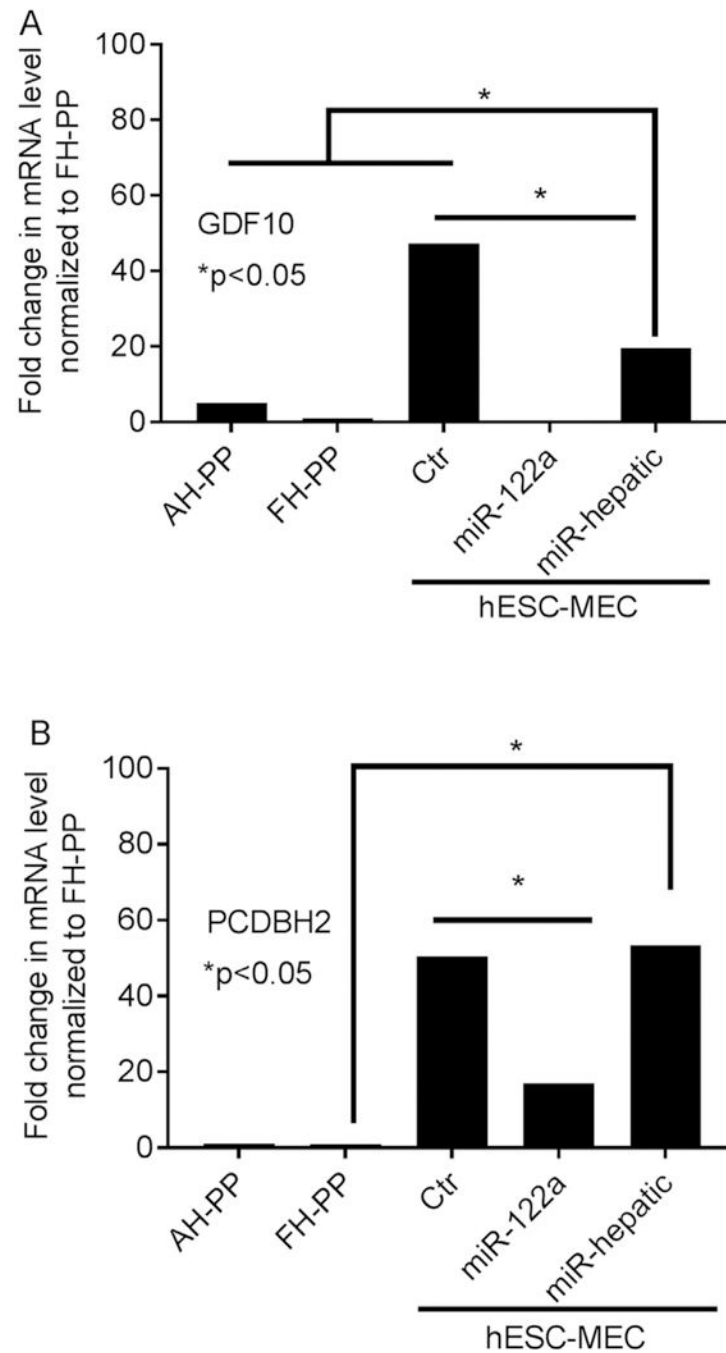 A
Fold change in mRNA level
normalized to FH-PP
100
80
60
40
20
0
*
*
GDF10
*p<0.05
AH-PP
FH-PP
Ctr
miR-122a
miR-hepatic
hESC-MEC
B
Fold change in mRNA level
normalized to FH-PP
100
80
60
40
20
0
*
*
PCDBH2
*p<0.05
AH-PP
FH-PP
Ctr
miR-122a
miR-hepatic
hESC-MEC